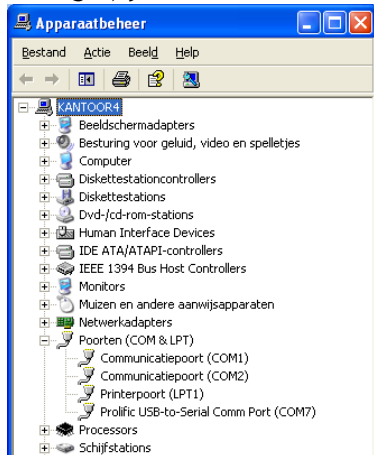 Apparaatbeheer
Bestand Actie Beeld Help
KANTOOR4
Beeldschermadapters
Besturing voor geluid, video en spelletjes
Computer
Diskettestationcontrollers
Diskettestations
Dvd-/cd-rom-stations
Human Interface Devices
IDE ATA/ATAPI-controllers
IEEE 1394 Bus Host Controllers
Monitors
Muizen en andere aanwijsapparaten
Netwerkadapters
Poorten (COM & LPT)
Communicatiepoort (COM1)
Communicatiepoort (COM2)
Printerpoort (LPT1)
Prolific USB-to-Serial Comm Port (COM7)
Processors
Schijfstations